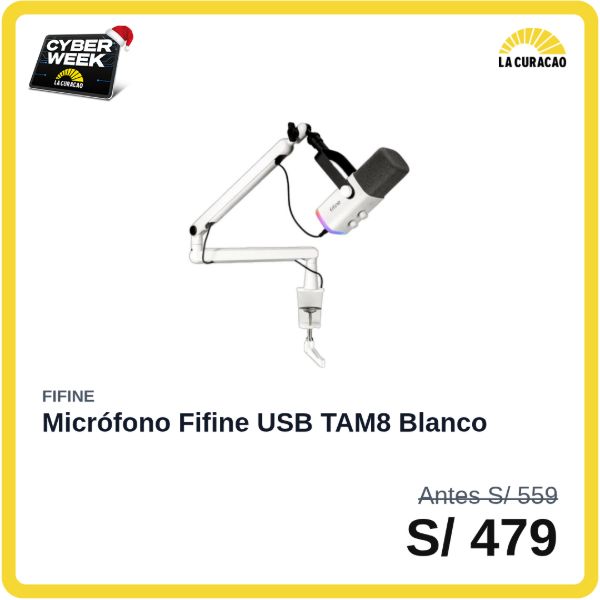 CYBER
WEEK
LA CURACAO
LA CURACAO
fifine
FIFINE
Micrófono Fifine USB TAM8 Blanco
Antes S/ 559
S/ 479